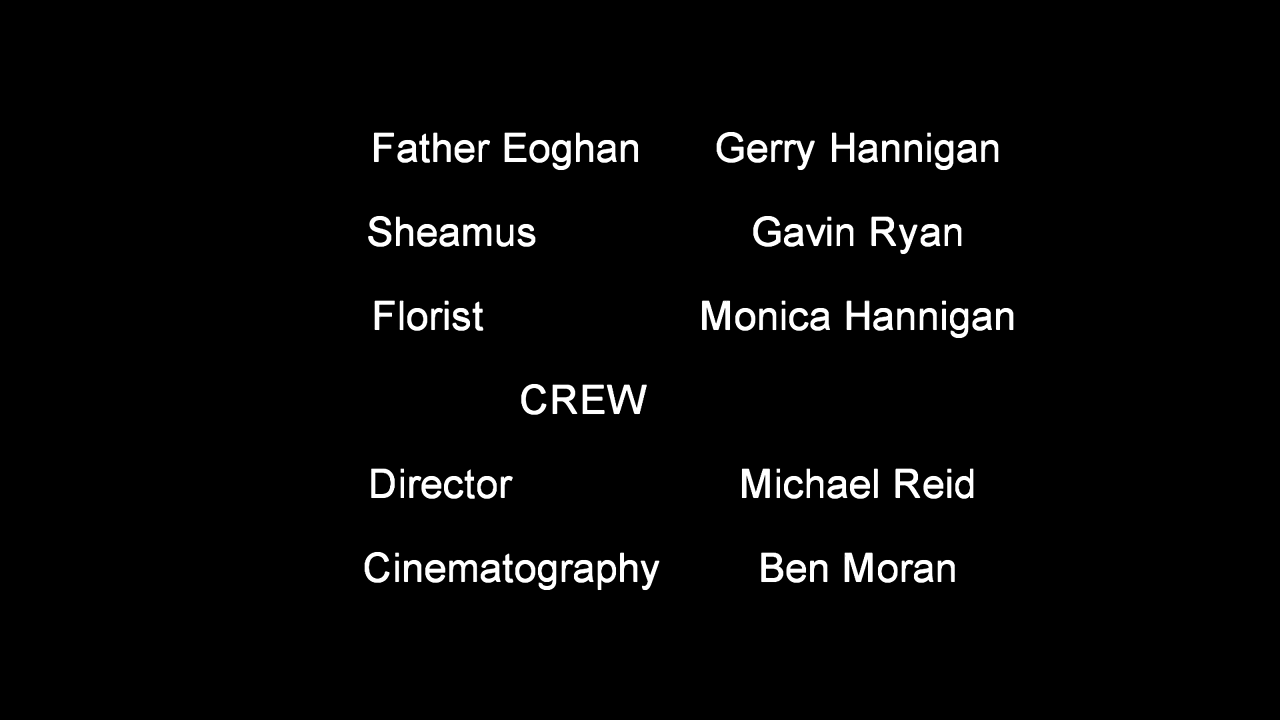 Father Eoghan Gerry Hannigan
Sheamus Gavin Ryan
Florist Monica Hannigan
CREW
Director Michael Reid
Cinematography Ben Moran